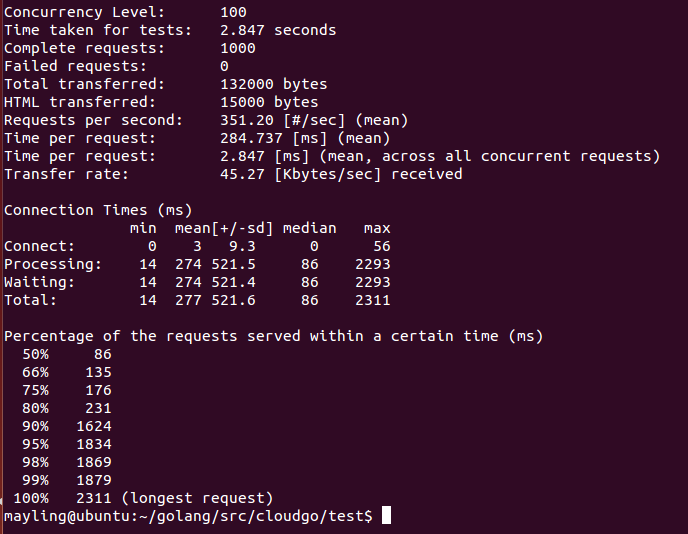 Concurrency Level:      100
Time taken for tests:   2.847 seconds
Complete requests:      1000
Failed requests:        0
Total transferred:      132000 bytes
HTML transferred:       15000 bytes
Requests per second:    351.20 [#/sec] (mean)
Time per request:       284.737 [ms] (mean)
Time per request:       2.847 [ms] (mean, across all concurrent requests)
Transfer rate:          45.27 [Kbytes/sec] received

Connection Times (ms)
              min  mean[+/-sd] median   max
Connect:        0    3   9.3      0      56
Processing:    14  274 521.5     86    2293
Waiting:       14  274 521.4     86    2293
Total:         14  277 521.6     86    2311

Percentage of the requests served within a certain time (ms)
  50%     86
  66%    135
  75%    176
  80%    231
  90%   1624
  95%   1834
  98%   1869
  99%   1879
 100%   2311 (longest request)
mayling@ubuntu:~/golang/src/cloudgo/test$